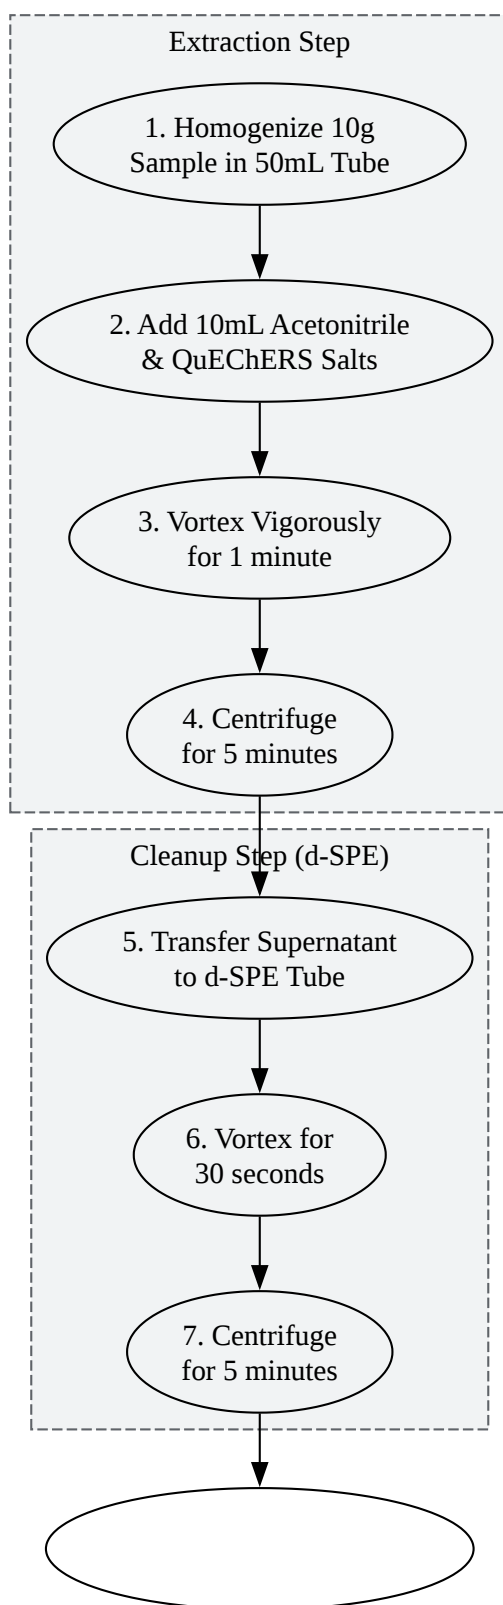 Extraction Step
1. Homogenize 10g
Sample in 50mL Tube
2. Add 10mL Acetonitrile
& QuEChERS Salts
3. Vortex Vigorously
for 1 minute
4. Centrifuge
for 5 minutes
Cleanup Step (d-SPE)
5. Transfer Supernatant
to d-SPE Tube
6. Vortex for
30 seconds
7. Centrifuge
for 5 minutes